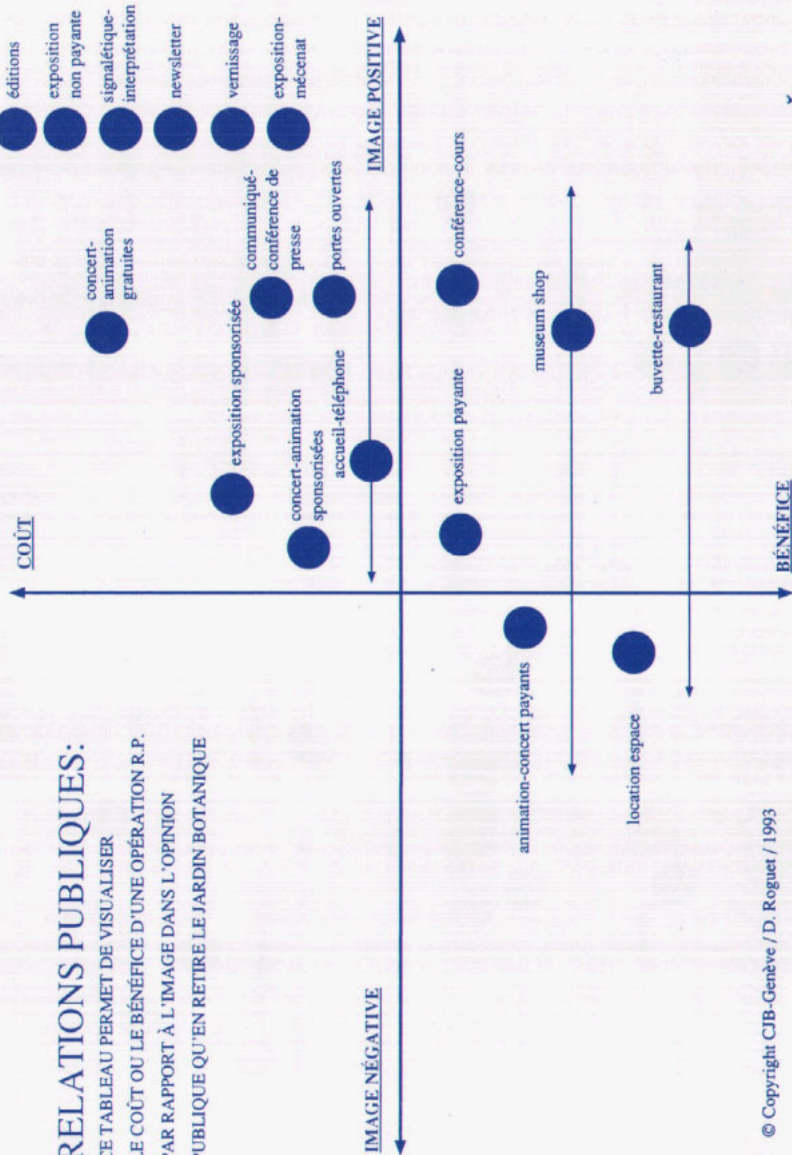 RELATIONS PUBLIQUES:
CE TABLEAU PERMET DE VISUALISER
LE COÛT OU LE BÉNÉFICE D'UNE OPÉRATION R.P.
PAR RAPPORT À L'IMAGE DANS L'OPINION
PUBLIQUE QU'EN RETIRE LE JARDIN BOTANIQUE
COÛT
éditions
exposition
non payante
signalétique-
interprétation
newsletter
vernissage
exposition-
mécénat
concert-
animation
gratuites
exposition sponsorisée
communiqué-
conférence de
presse
concert-animation
sponsorisées
portes ouvertes
accueil-téléphone
IMAGE NÉGATIVE
IMAGE POSITIVE
exposition payante
conférence-cours
animation-concert payants
museum shop
location espace
buvette-restaurant
BÉNÉFICE
© Copyright CJB-Genève / D. Roguet / 1993